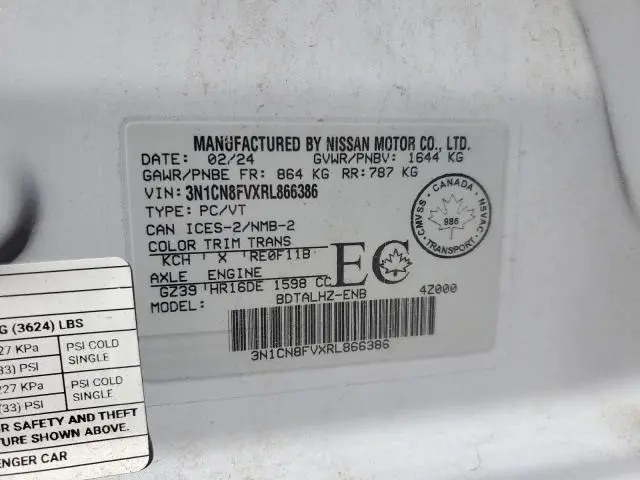 MANUFACTURED BY NISSAN MOTOR CO., LTD.
DATE: 02/24 GVWR/PNBV: 1644 KG
GAWR/PNBE FR: 864 KG RR: 787 KG
VIN: 3N1CN8FVXRL866386
TYPE: PC/VT
CAN ICES-2/NMB-2
COLOR TRIM TRANS
KCH X RE0F11B
AXLE ENGINE
GZ39 HR16DE 1598 CC
MODEL: BDTALHZ-ENB 4Z000
EC
3N1CN8FVXRL866386
CANADA
CMVSS NSVAC
986
TRANSPORT
G (3624) LBS
27 KPa PSI COLD
33) PSI SINGLE
227 KPa PSI COLD
(33) PSI SINGLE
R SAFETY AND THEFT
TURE SHOWN ABOVE.
ENGER CAR